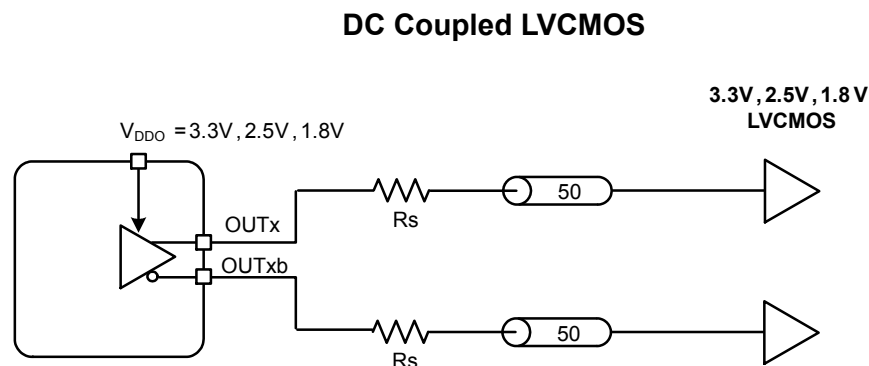 DC Coupled LVCMOS
3.3V, 2.5V, 1.8 V
LVCMOS
VDDO = 3.3V, 2.5V, 1.8V
OUTx
Rs
50
OUTxb
Rs
50